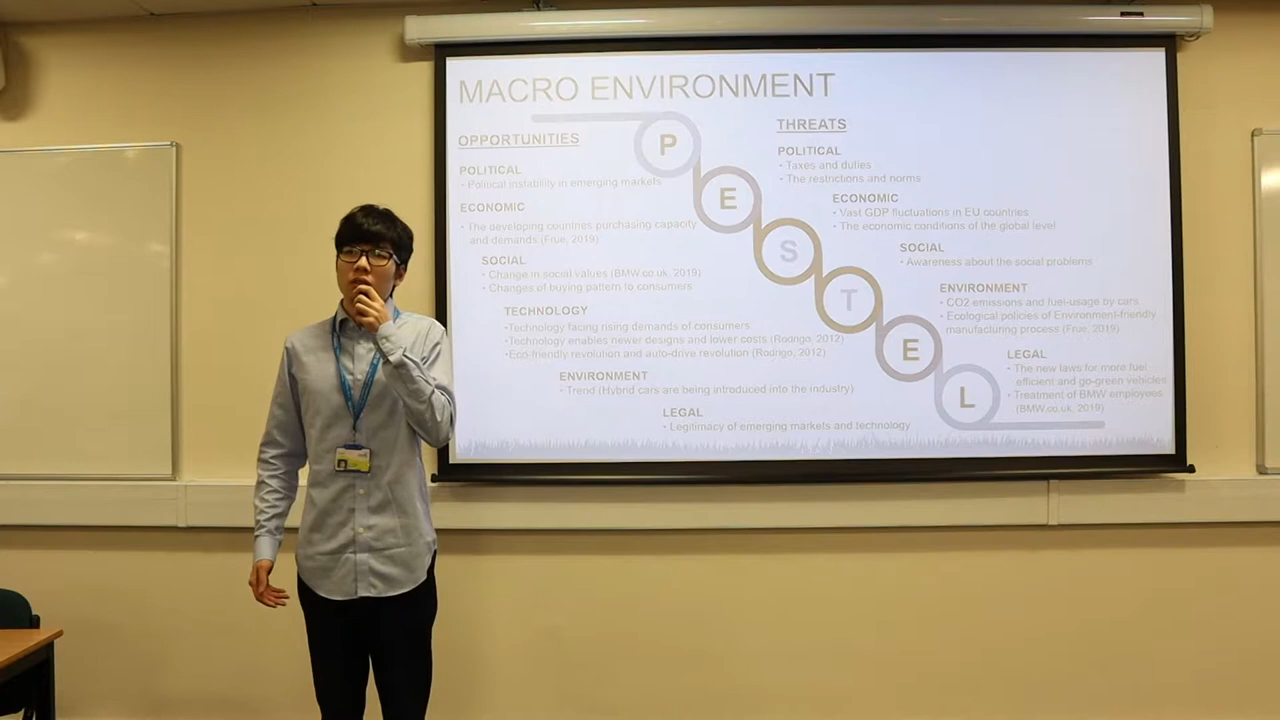 MACRO ENVIRONMENT
OPPORTUNITIES
POLITICAL
• Political instability in emerging markets
ECONOMIC
• The developing countries purchasing capacity
and demands (Frue, 2019)
SOCIAL
• Change in social values (BMW.co.uk, 2019)
• Changes of buying pattern to consumers
TECHNOLOGY
•Technology facing rising demands of consumers
•Technology enables newer designs and lower costs (Rodrigo, 2012)
•Eco-friendly revolution and auto-drive revolution (Rodrigo, 2012)
ENVIRONMENT
• Trend (Hybrid cars are being introduced into the industry)
LEGAL
• Legitimacy of emerging markets and technology
P
E
S
T
E
L
THREATS
POLITICAL
• Taxes and duties
• The restrictions and norms
ECONOMIC
• Vast GDP fluctuations in EU countries
• The economic conditions of the global level
SOCIAL
• Awareness about the social problems
ENVIRONMENT
• CO2 emissions and fuel-usage by cars
• Ecological policies of Environment-friendly
manufacturing process (Frue, 2019)
LEGAL
• The new laws for more fuel
efficient and go-green vehicles
• Treatment of BMW employees
(BMW.co.uk, 2019)